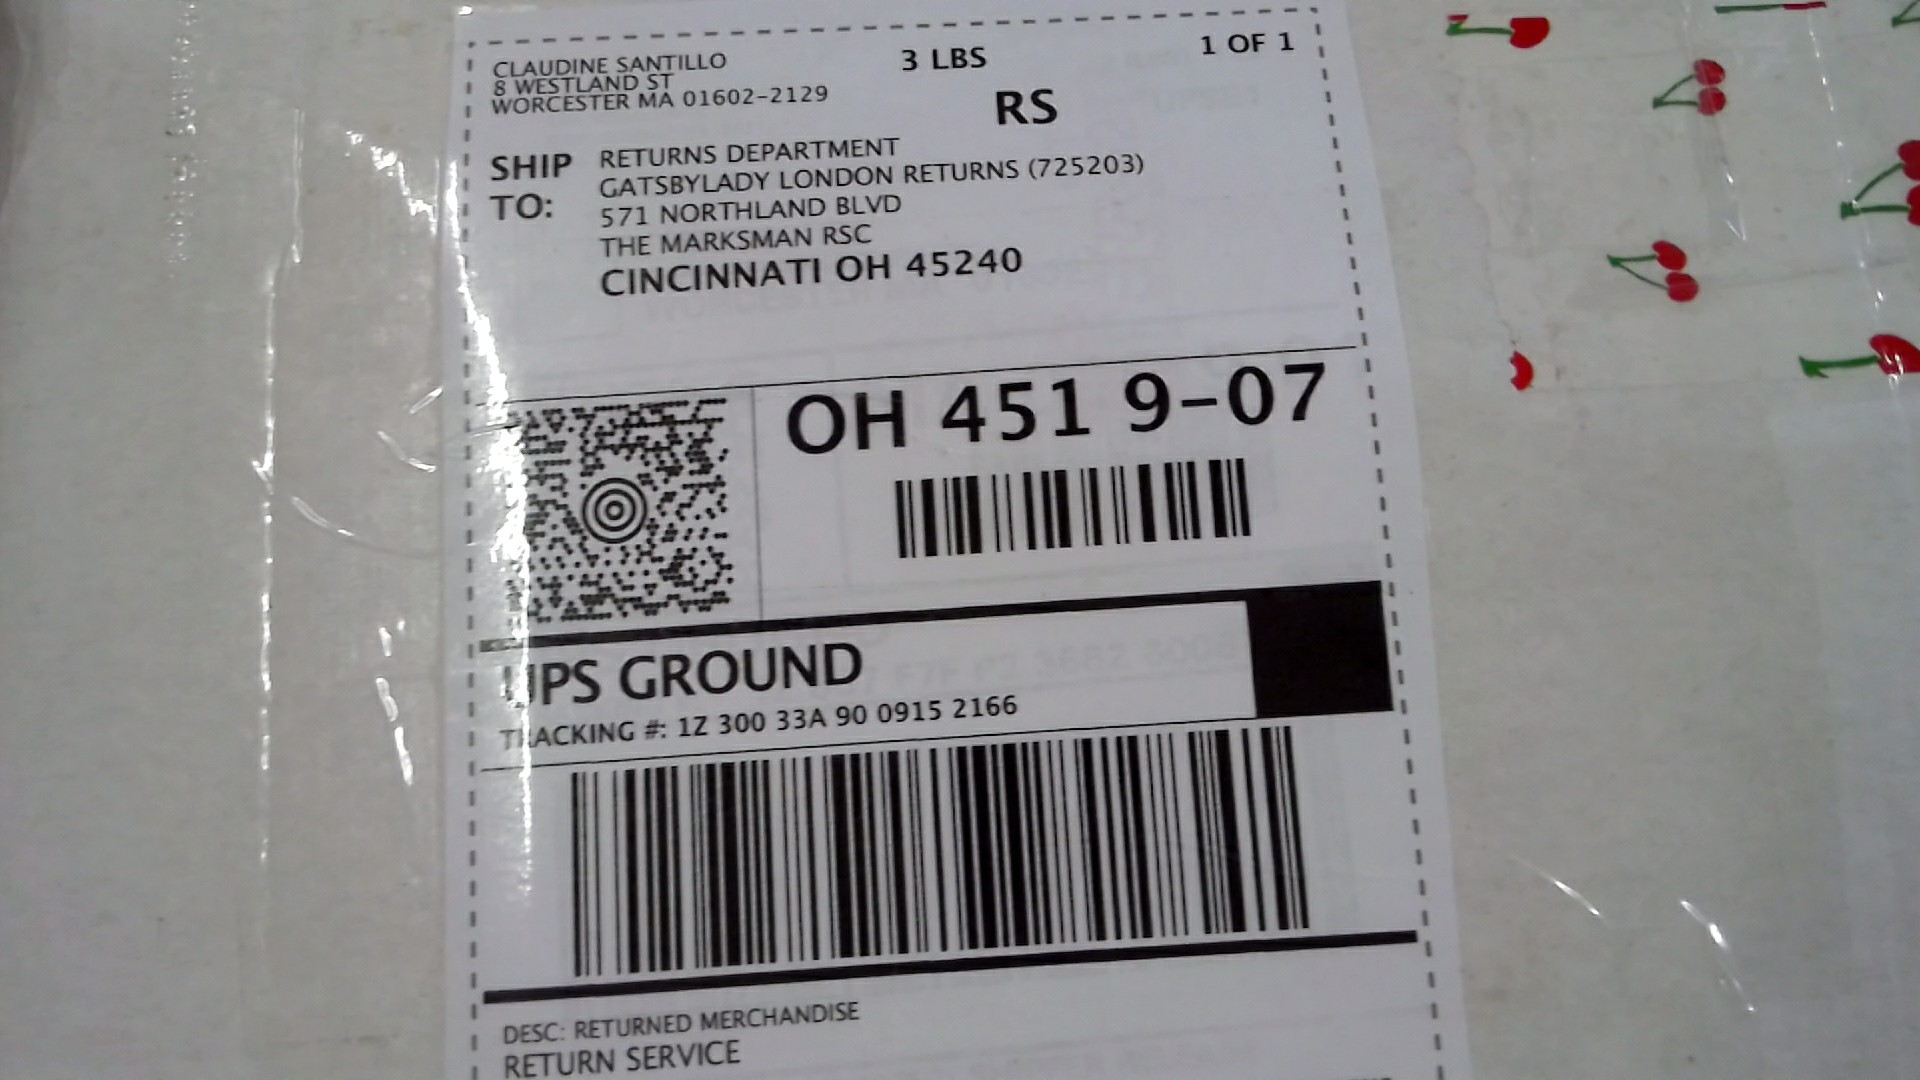 CLAUDINE SANTILLO
8 WESTLAND ST
WORCESTER MA 01602-2129
3 LBS
1 OF 1
RS
SHIP TO:
RETURNS DEPARTMENT
GATSBYLADY LONDON RETURNS (725203)
571 NORTHLAND BLVD
THE MARKSMAN RSC
CINCINNATI OH 45240
OH 451 9-07
UPS GROUND
TRACKING #: 1Z 300 33A 90 0915 2166
DESC: RETURNED MERCHANDISE
RETURN SERVICE